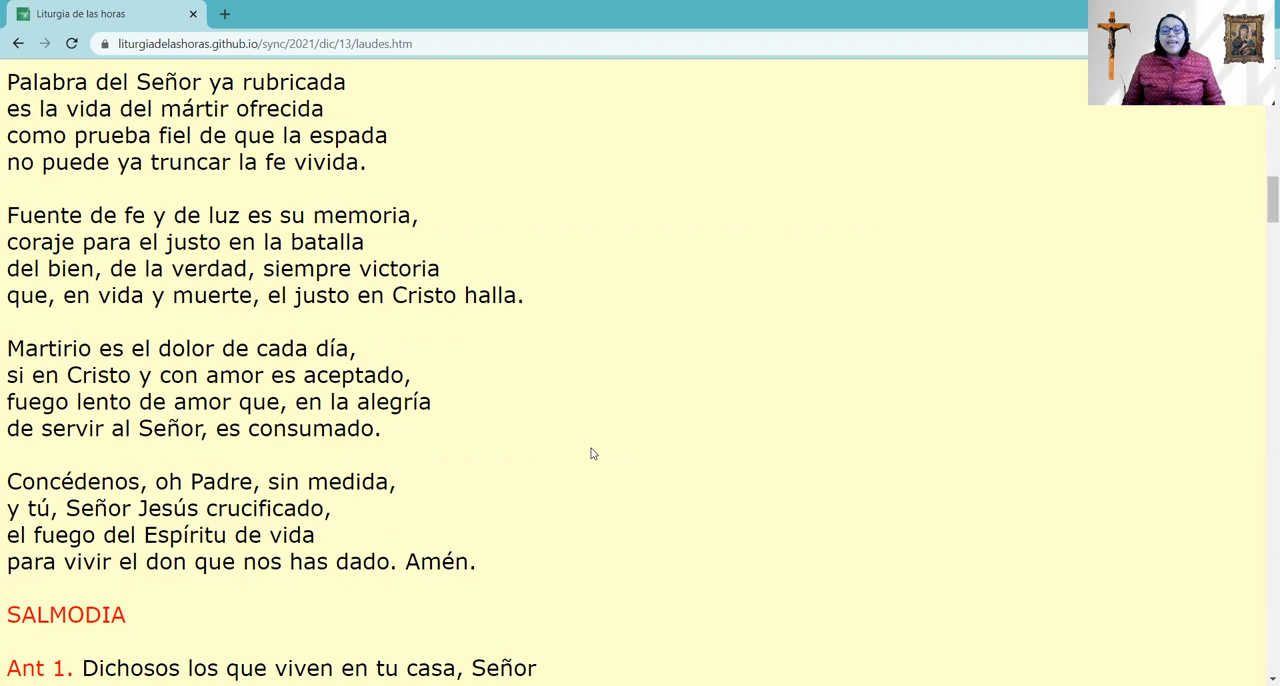 Liturgia de las horas
liturgiadelashoras.github.io/sync/2021/dic/13/laudes.htm
Palabra del Señor ya rubricada
es la vida del mártir ofrecida
como prueba fiel de que la espada
no puede ya truncar la fe vivida.
Fuente de fe y de luz es su memoria,
coraje para el justo en la batalla
del bien, de la verdad, siempre victoria
que, en vida y muerte, el justo en Cristo halla.
Martirio es el dolor de cada día,
si en Cristo y con amor es aceptado,
fuego lento de amor que, en la alegría
de servir al Señor, es consumado.
Concédenos, oh Padre, sin medida,
y tú, Señor Jesús crucificado,
el fuego del Espíritu de vida
para vivir el don que nos has dado. Amén.
SALMODIA
Ant 1. Dichosos los que viven en tu casa, Señor